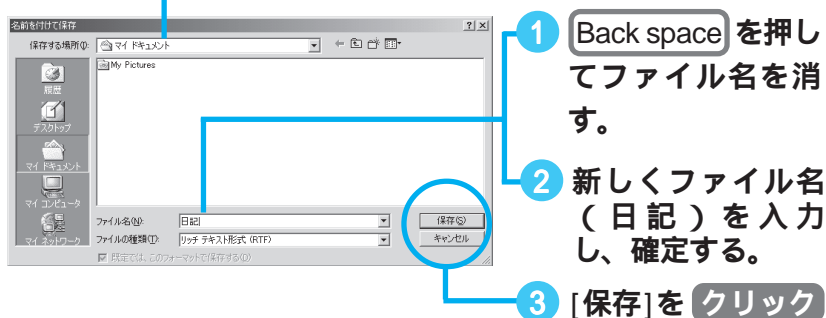 名前を付けて保存
保存する場所(I): マイ ドキュメント
My Pictures
履歴
デスクトップ
マイ ドキュメント
マイ コンピュータ
マイ ネットワーク
ファイル名(N): 日記 保存(S)
ファイルの種類(T): リッチ テキスト形式 (RTF) キャンセル
既定では、このフォーマットで保存する(D)
1 Back space を押し
てファイル名を消
す。
2 新しくファイル名
(日記)を入力
し、確定する。
3 [保存]を クリック